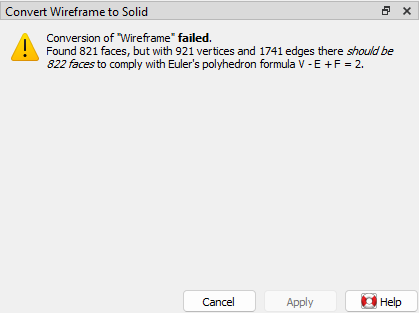 Convert Wireframe to Solid
Conversion of "Wireframe" failed.
Found 821 faces, but with 921 vertices and 1741 edges there should be
822 faces to comply with Euler's polyhedron formula V - E + F = 2.
Cancel
Apply
Help